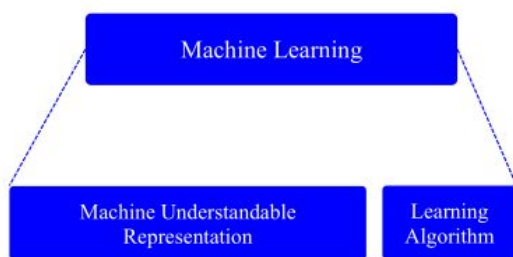 Machine Learning
Machine Understandable
Representation
Learning
Algorithm